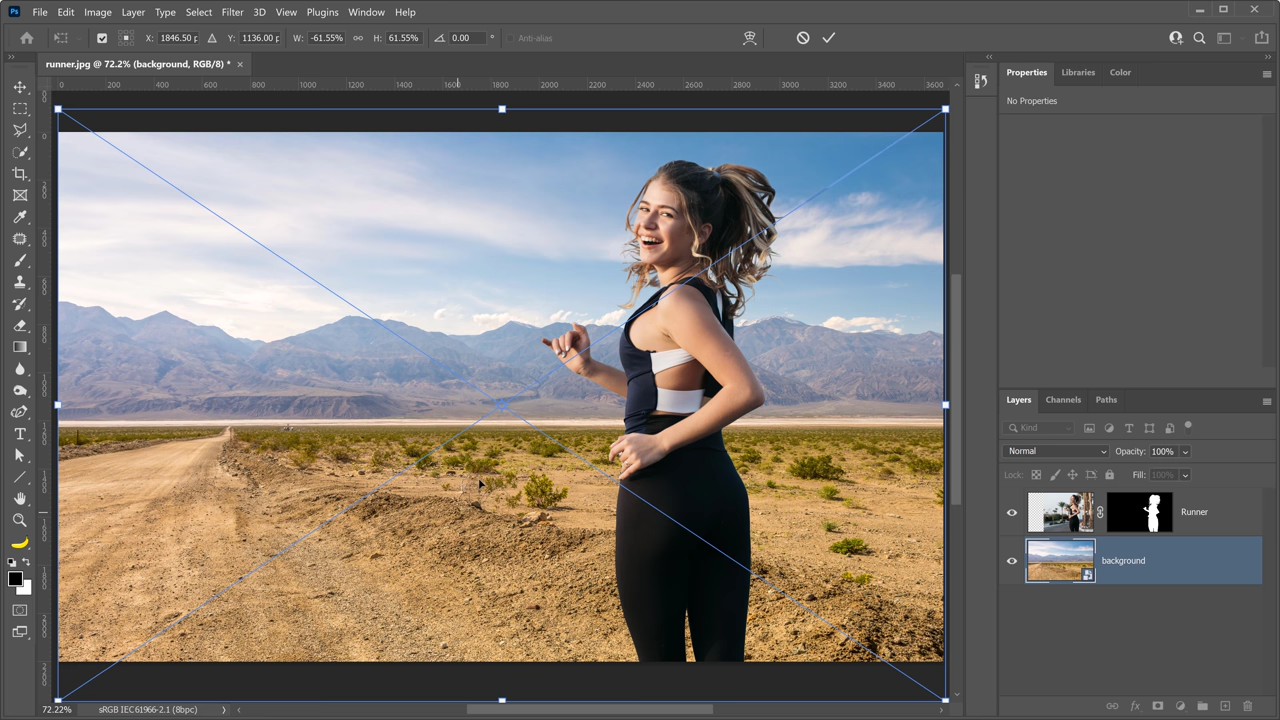 Ps File Edit Image Layer Type Select Filter 3D View Plugins Window Help
X: 1846.50 p Y: 1136.00 p W: -61.55% H: 61.55% 0.00 ° Anti-alias
runner.jpg @ 72.2% (background, RGB/8) * ×
0 200 400 600 800 1000 1200 1400 1600 1800 2000 2200 2400 2600 2800 3000 3200 3400 3600
Properties Libraries Color
No Properties
Layers Channels Paths
Kind
Normal Opacity: 100%
Lock: Fill: 100%
Runner
background
72.22% sRGB IEC61966-2.1 (8bpc)